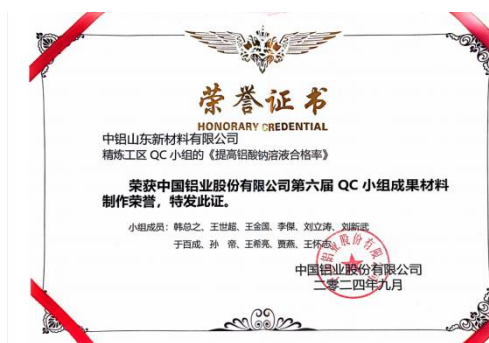 荣誉证书
HONORARY CREDENTIAL
中铝山东新材料有限公司
精炼工区 QC 小组的《提高铝酸钠溶液合格率》
荣获中国铝业股份有限公司第六届 QC 小组成果材料
制作荣誉，特发此证。
小组成员：韩总之、王世超、王金国、李傑、刘立涛、刘新武
于百成、孙 帝、王希亮、贾燕、王怀志
中国铝业股份有限公司
二零二四年九月